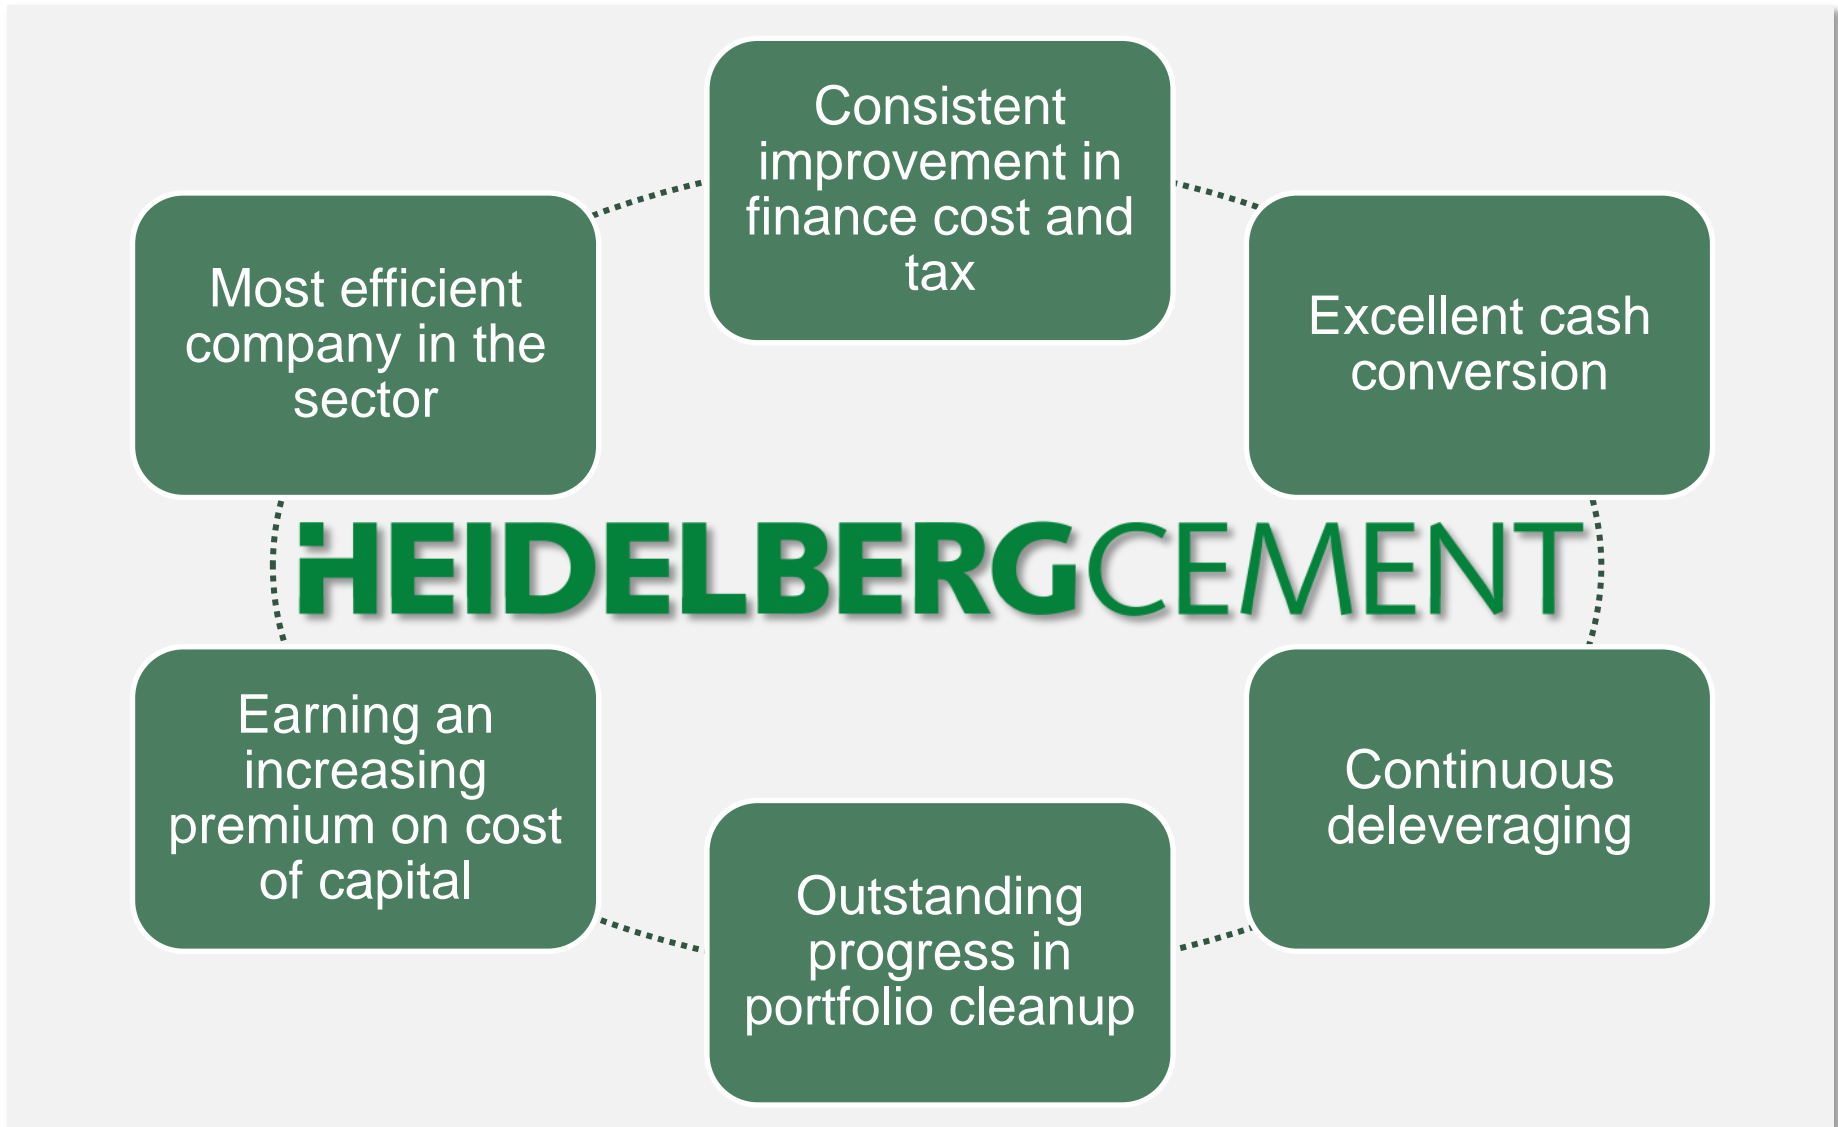 Consistent
improvement in
finance cost and
tax
Most efficient
company in the
sector
Excellent cash
conversion
HEIDELBERGCEMENT
Earning an
increasing
premium on cost
of capital
Continuous
deleveraging
Outstanding
progress in
portfolio cleanup